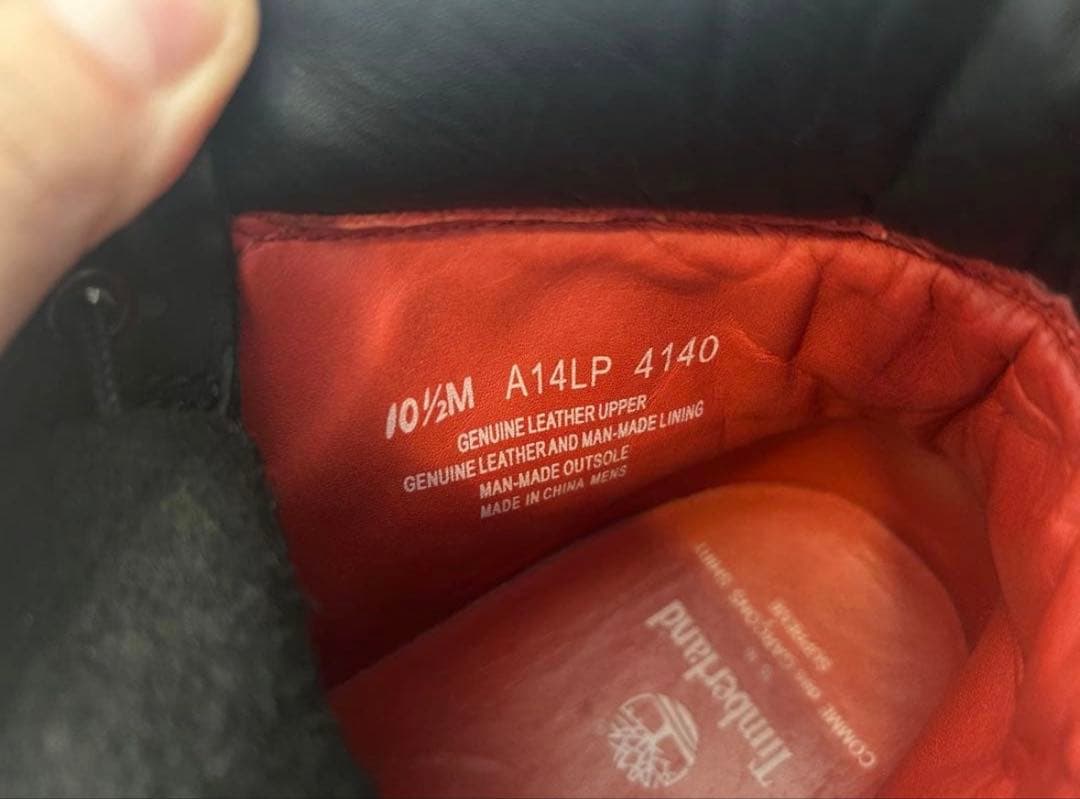 10½M A14LP 4140
GENUINE LEATHER UPPER
GENUINE LEATHER AND MAN-MADE LINING
MAN-MADE OUTSOLE
MADE IN CHINA MENS
Timberland
COMME des GARÇONS SHIRT
SUPREME